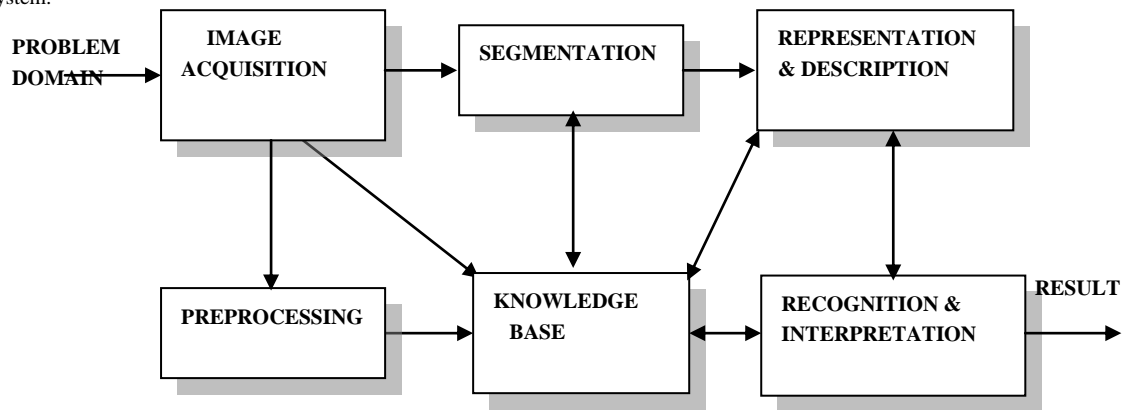 ystem.
PROBLEM
DOMAIN
IMAGE
ACQUISITION
SEGMENTATION
REPRESENTATION
& DESCRIPTION
PREPROCESSING
KNOWLEDGE
BASE
RECOGNITION &
INTERPRETATION
RESULT